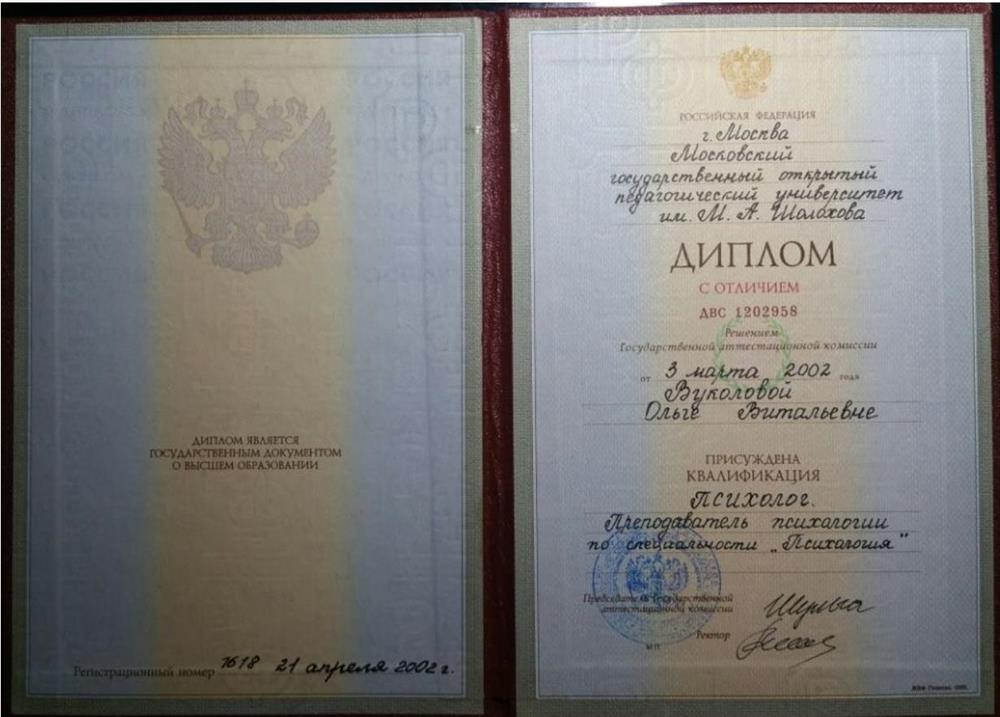 ДИПЛОМ ЯВЛЯЕТСЯ
ГОСУДАРСТВЕННЫМ ДОКУМЕНТОМ
О ВЫСШЕМ ОБРАЗОВАНИИ
Регистрационный номер 7618 21 апреля 2002 г.
РОССИЙСКАЯ ФЕДЕРАЦИЯ
г. Москва
Московский
государственный открытый
педагогический университет
им. М. А. Шолохова
ДИПЛОМ
С ОТЛИЧИЕМ
ДВС 1202958
Решением
Государственной аттестационной комиссии
от 3 марта 2002 года
Вуколовой
Ольге Витальевне
ПРИСУЖДЕНА
КВАЛИФИКАЦИЯ
Психолог.
Преподаватель психологии
по специальности „Психология"
Председатель Государственной
аттестационной комиссии
Ректор
М.П.